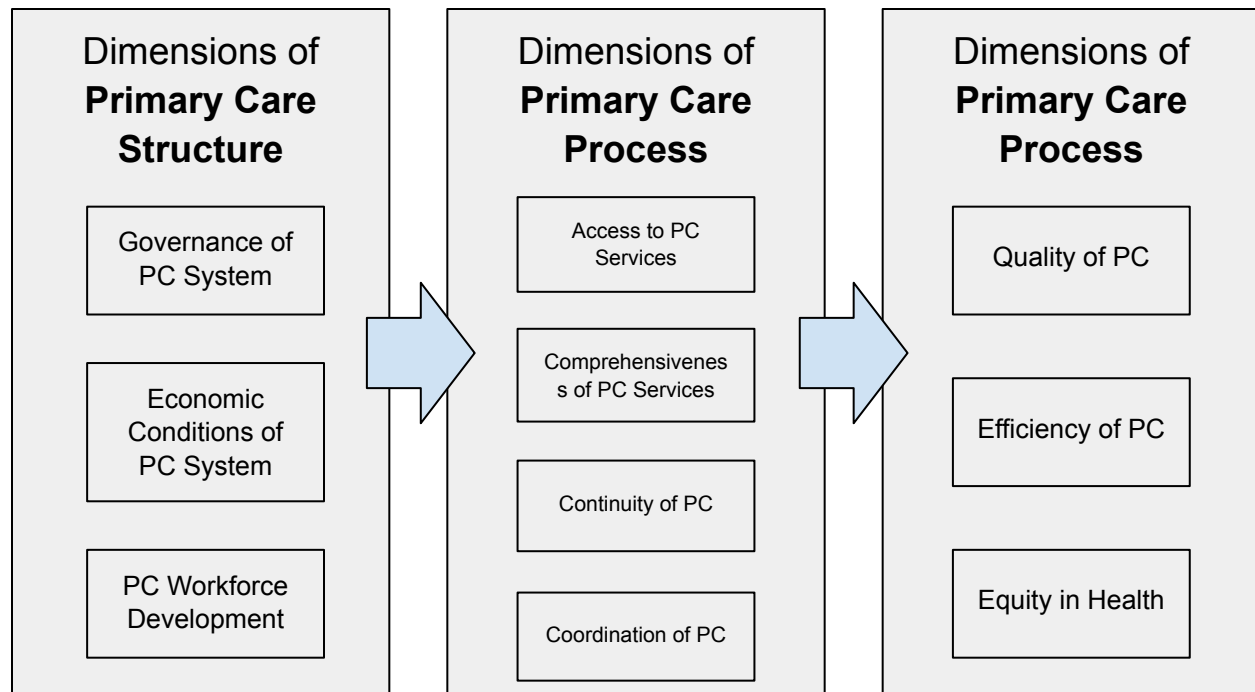 Dimensions of
Primary Care
Structure
Governance of
PC System
Economic
Conditions of
PC System
PC Workforce
Development
Dimensions of
Primary Care
Process
Access to PC
Services
Comprehensivenes
s of PC Services
Continuity of PC
Coordination of PC
Dimensions of
Primary Care
Process
Quality of PC
Efficiency of PC
Equity in Health